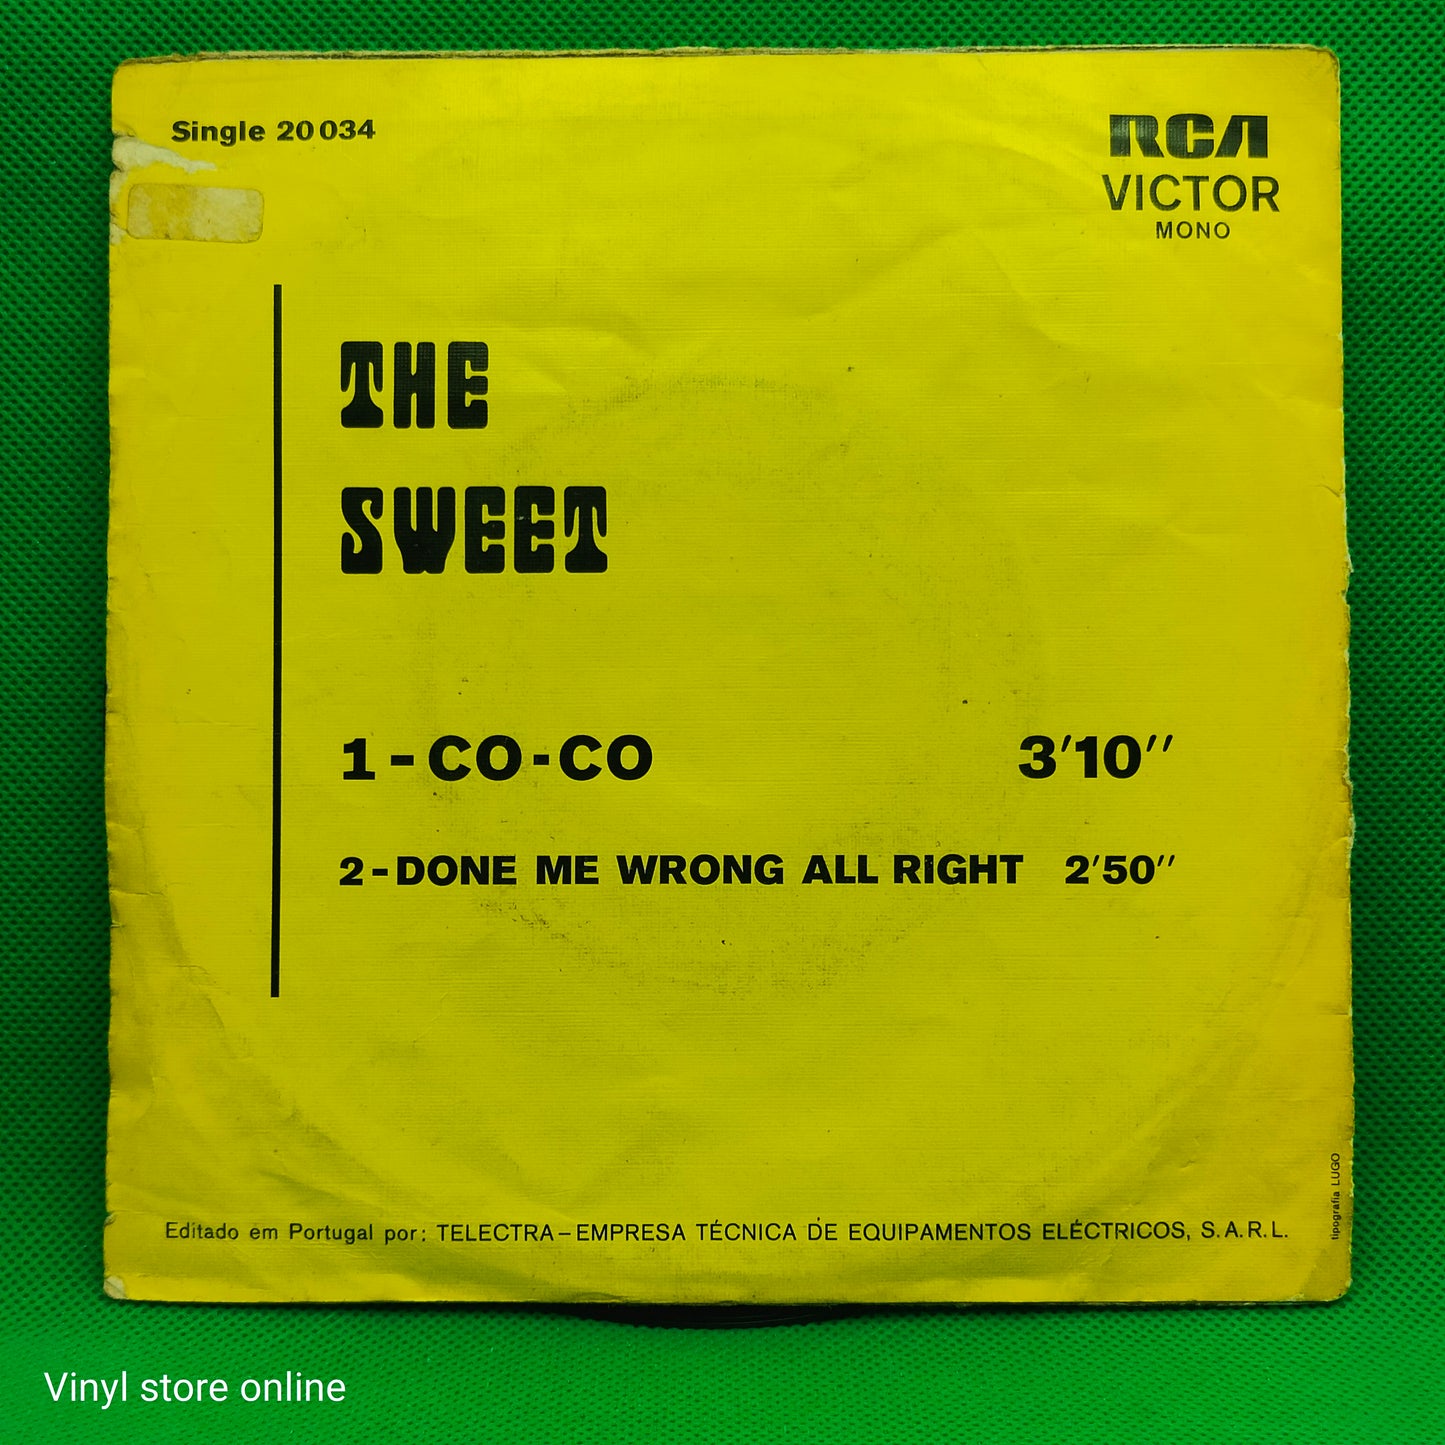 Single 20 034
RCA
VICTOR
MONO
THE
SWEET
1 - CO - CO 3'10''
2 - DONE ME WRONG ALL RIGHT 2'50''
tipografia LUGO
Editado em Portugal por: TELECTRA – EMPRESA TÉCNICA DE EQUIPAMENTOS ELÉCTRICOS, S.A.R.L.
Vinyl store online